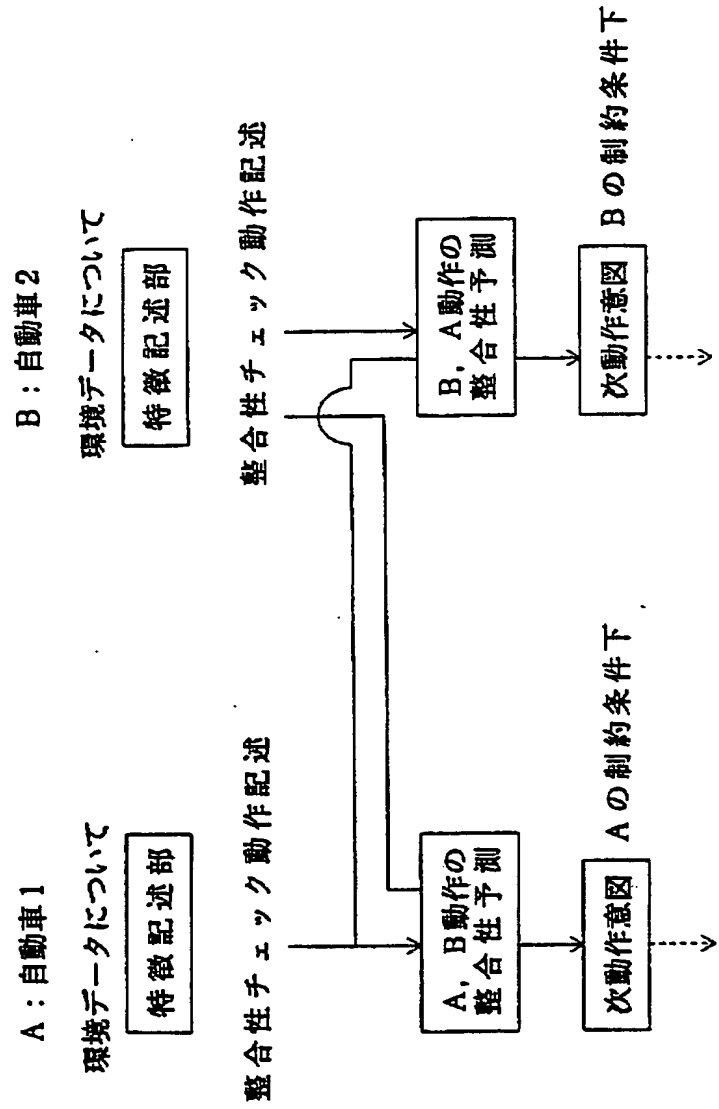 A：自動車1
環境データについて
特徴記述部
整合性チェック動作記述
A，B動作の
整合性予測
次動作意図
Aの制約条件下
B：自動車2
環境データについて
特徴記述部
整合性チェック動作記述
B，A動作の
整合性予測
次動作意図
Bの制約条件下